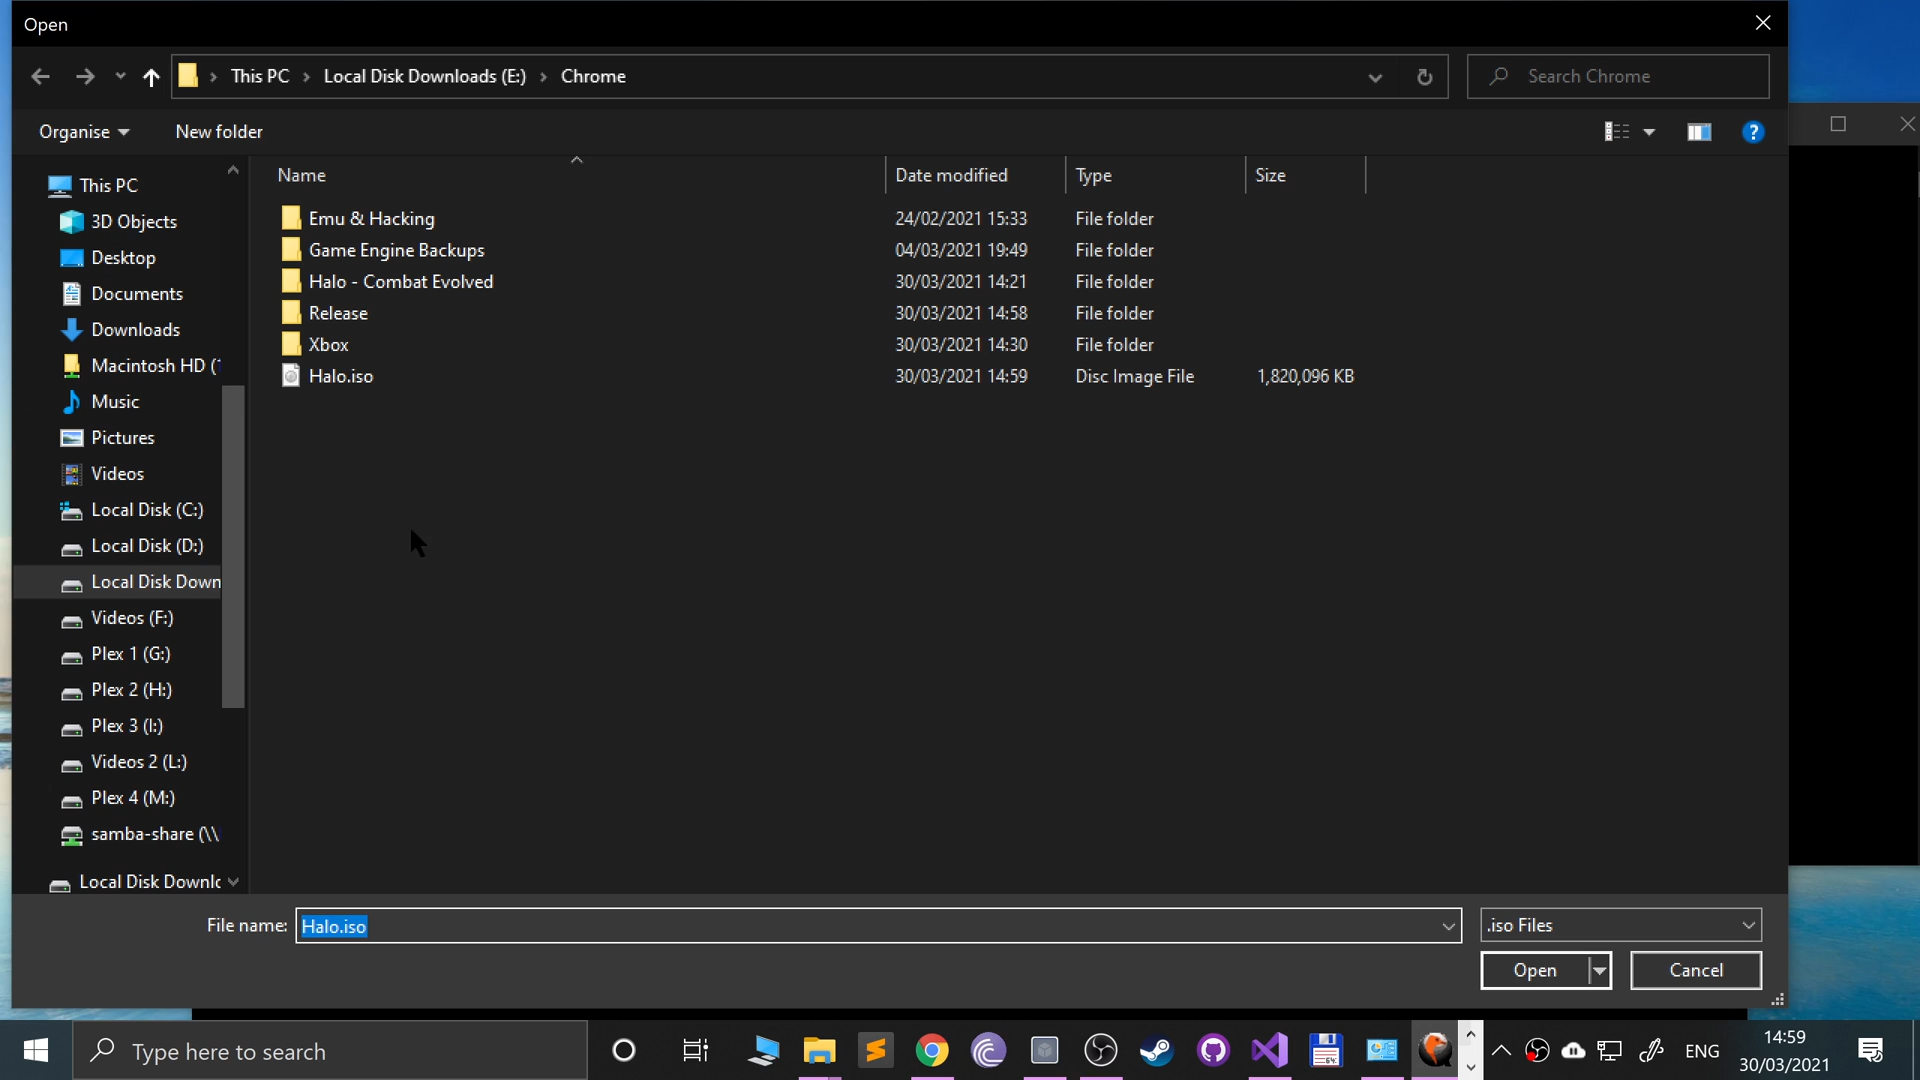 Open
This PC > Local Disk Downloads (E:) > Chrome
Search Chrome
Organise
New folder
?
Name Date modified Type Size
Emu & Hacking 24/02/2021 15:33 File folder
Game Engine Backups 04/03/2021 19:49 File folder
Halo - Combat Evolved 30/03/2021 14:21 File folder
Release 30/03/2021 14:58 File folder
Xbox 30/03/2021 14:30 File folder
Halo.iso 30/03/2021 14:59 Disc Image File 1,820,096 KB
This PC
3D Objects
Desktop
Documents
Downloads
Macintosh HD (
Music
Pictures
Videos
Local Disk (C:)
Local Disk (D:)
Local Disk Down
Videos (F:)
Plex 1 (G:)
Plex 2 (H:)
Plex 3 (I:)
Videos 2 (L:)
Plex 4 (M:)
samba-share (\\
Local Disk Downlo
File name: Halo.iso
.iso Files
Open
Cancel
Type here to search
64
ENG
14:59
30/03/2021